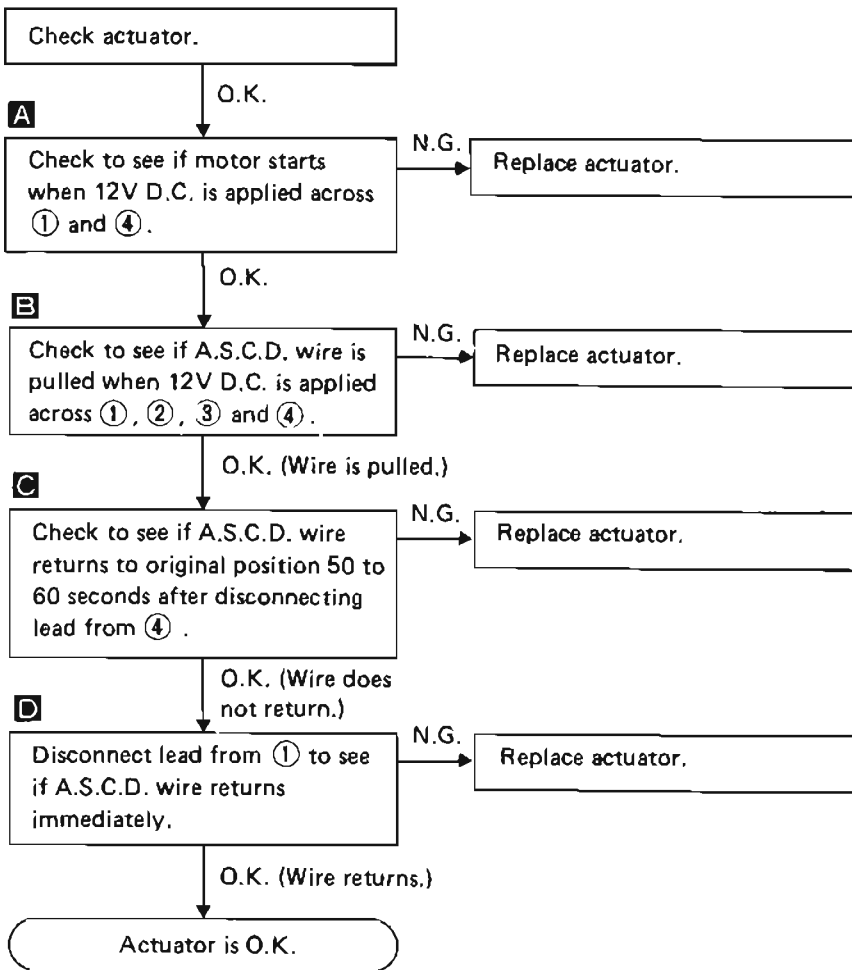 Check actuator.
O.K.
A
Check to see if motor starts
when 12V D.C. is applied across
① and ④.
N.G.
Replace actuator.
O.K.
B
Check to see if A.S.C.D. wire is
pulled when 12V D.C. is applied
across ①, ②, ③ and ④.
N.G.
Replace actuator.
O.K. (Wire is pulled.)
C
Check to see if A.S.C.D. wire
returns to original position 50 to
60 seconds after disconnecting
lead from ④ .
N.G.
Replace actuator.
O.K. (Wire does
not return.)
D
Disconnect lead from ① to see
if A.S.C.D. wire returns
immediately.
N.G.
Replace actuator.
O.K. (Wire returns.)
Actuator is O.K.